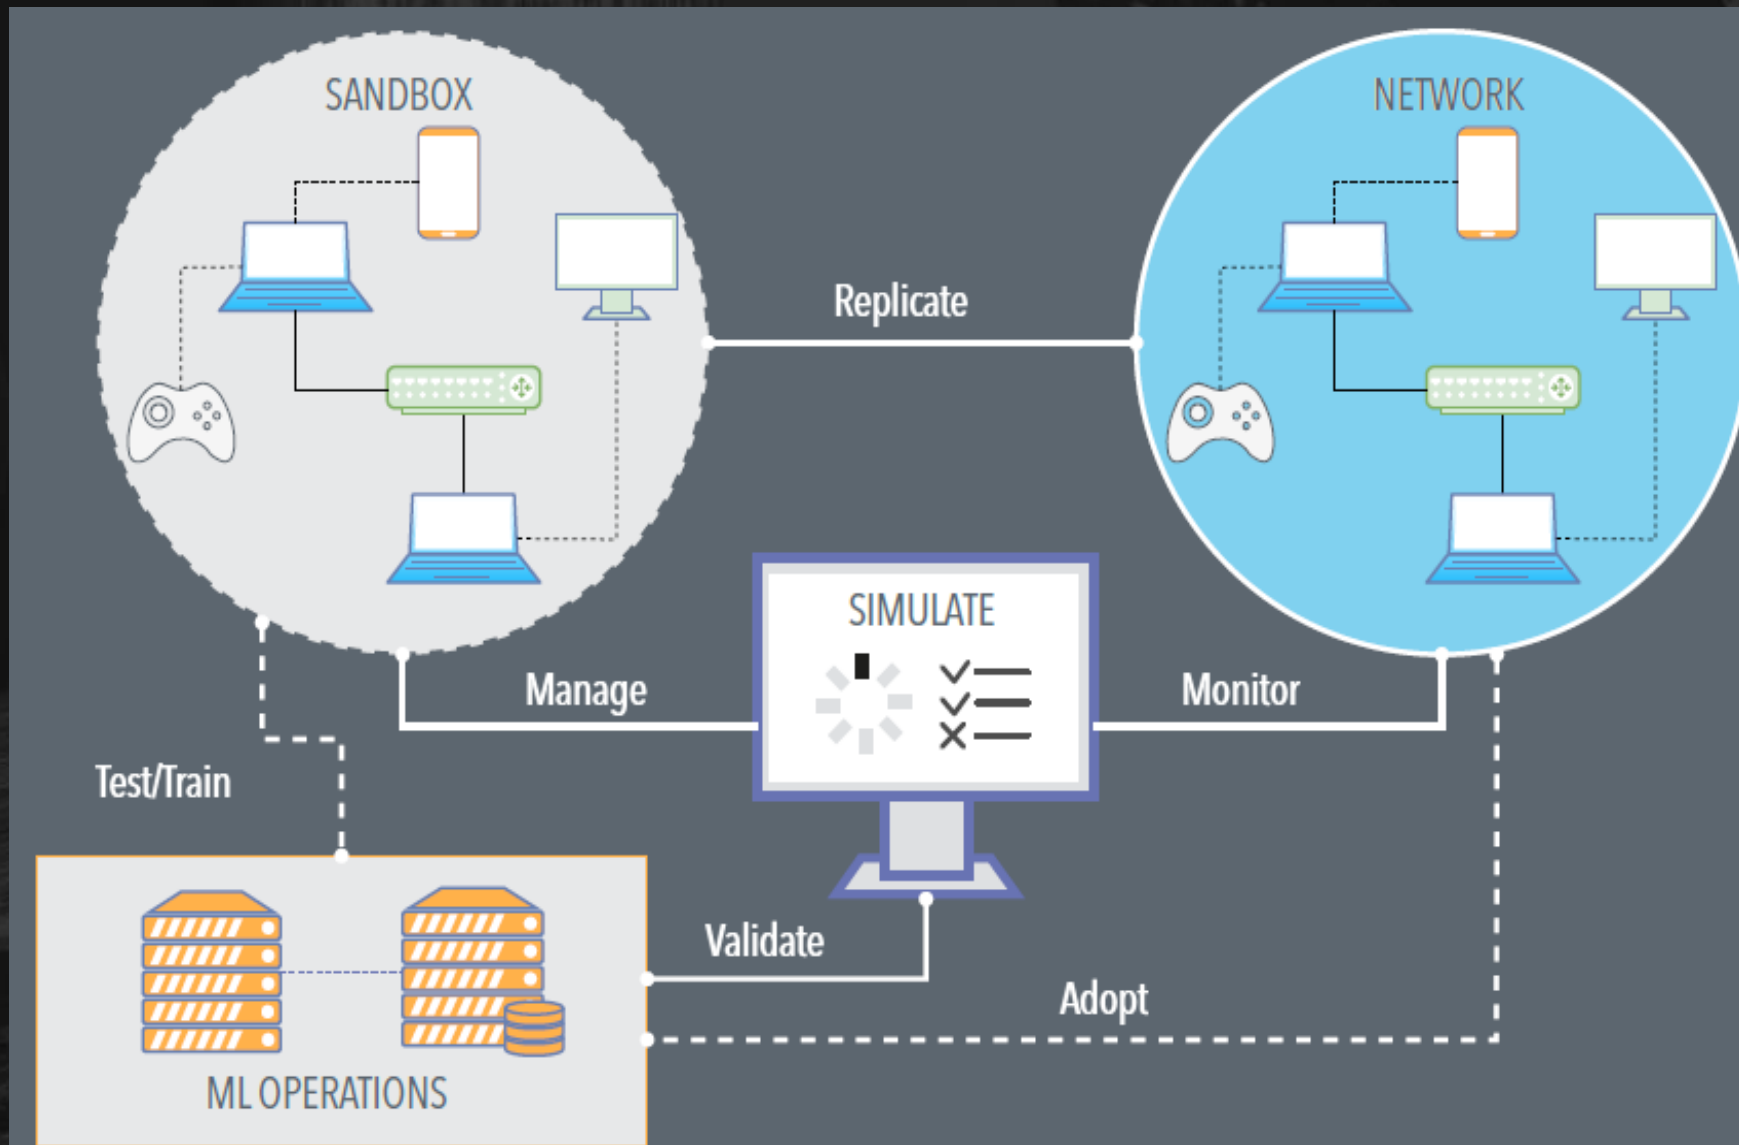 SANDBOX
NETWORK
Replicate
SIMULATE
Manage
Monitor
Test/Train
Validate
Adopt
ML OPERATIONS